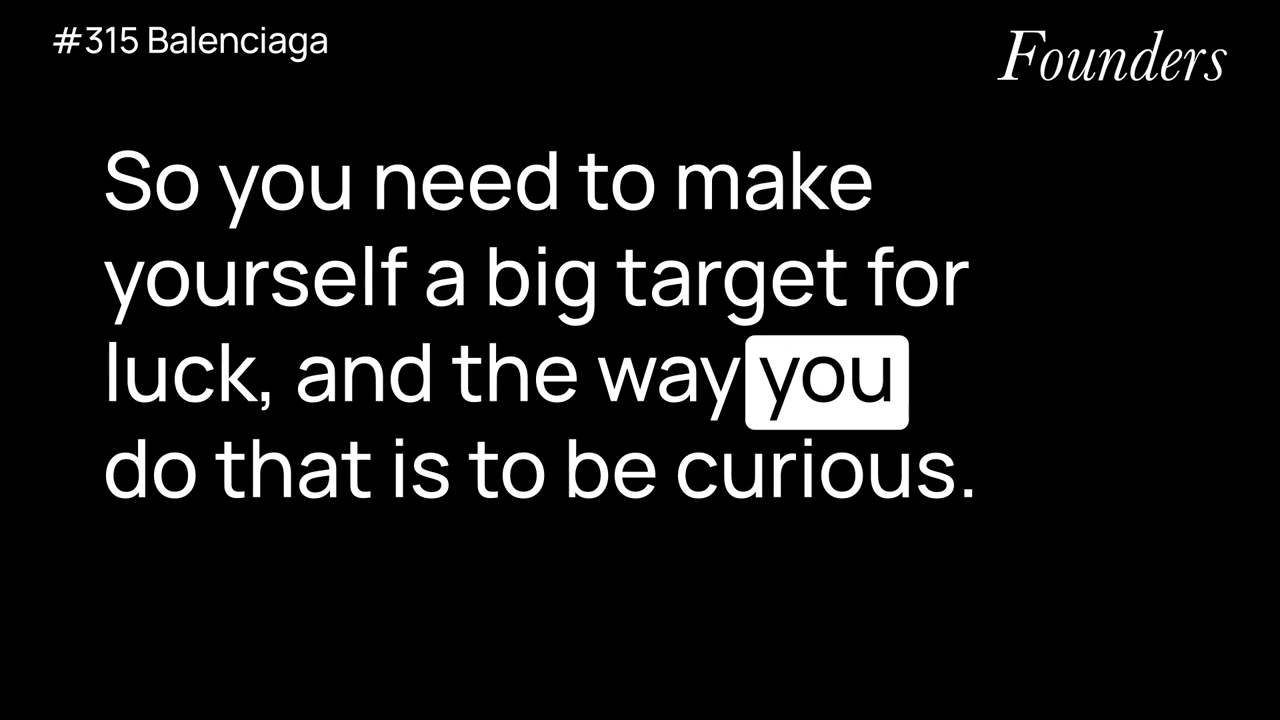 #315 Balenciaga
Founders
So you need to make
yourself a big target for
luck, and the way you
do that is to be curious.